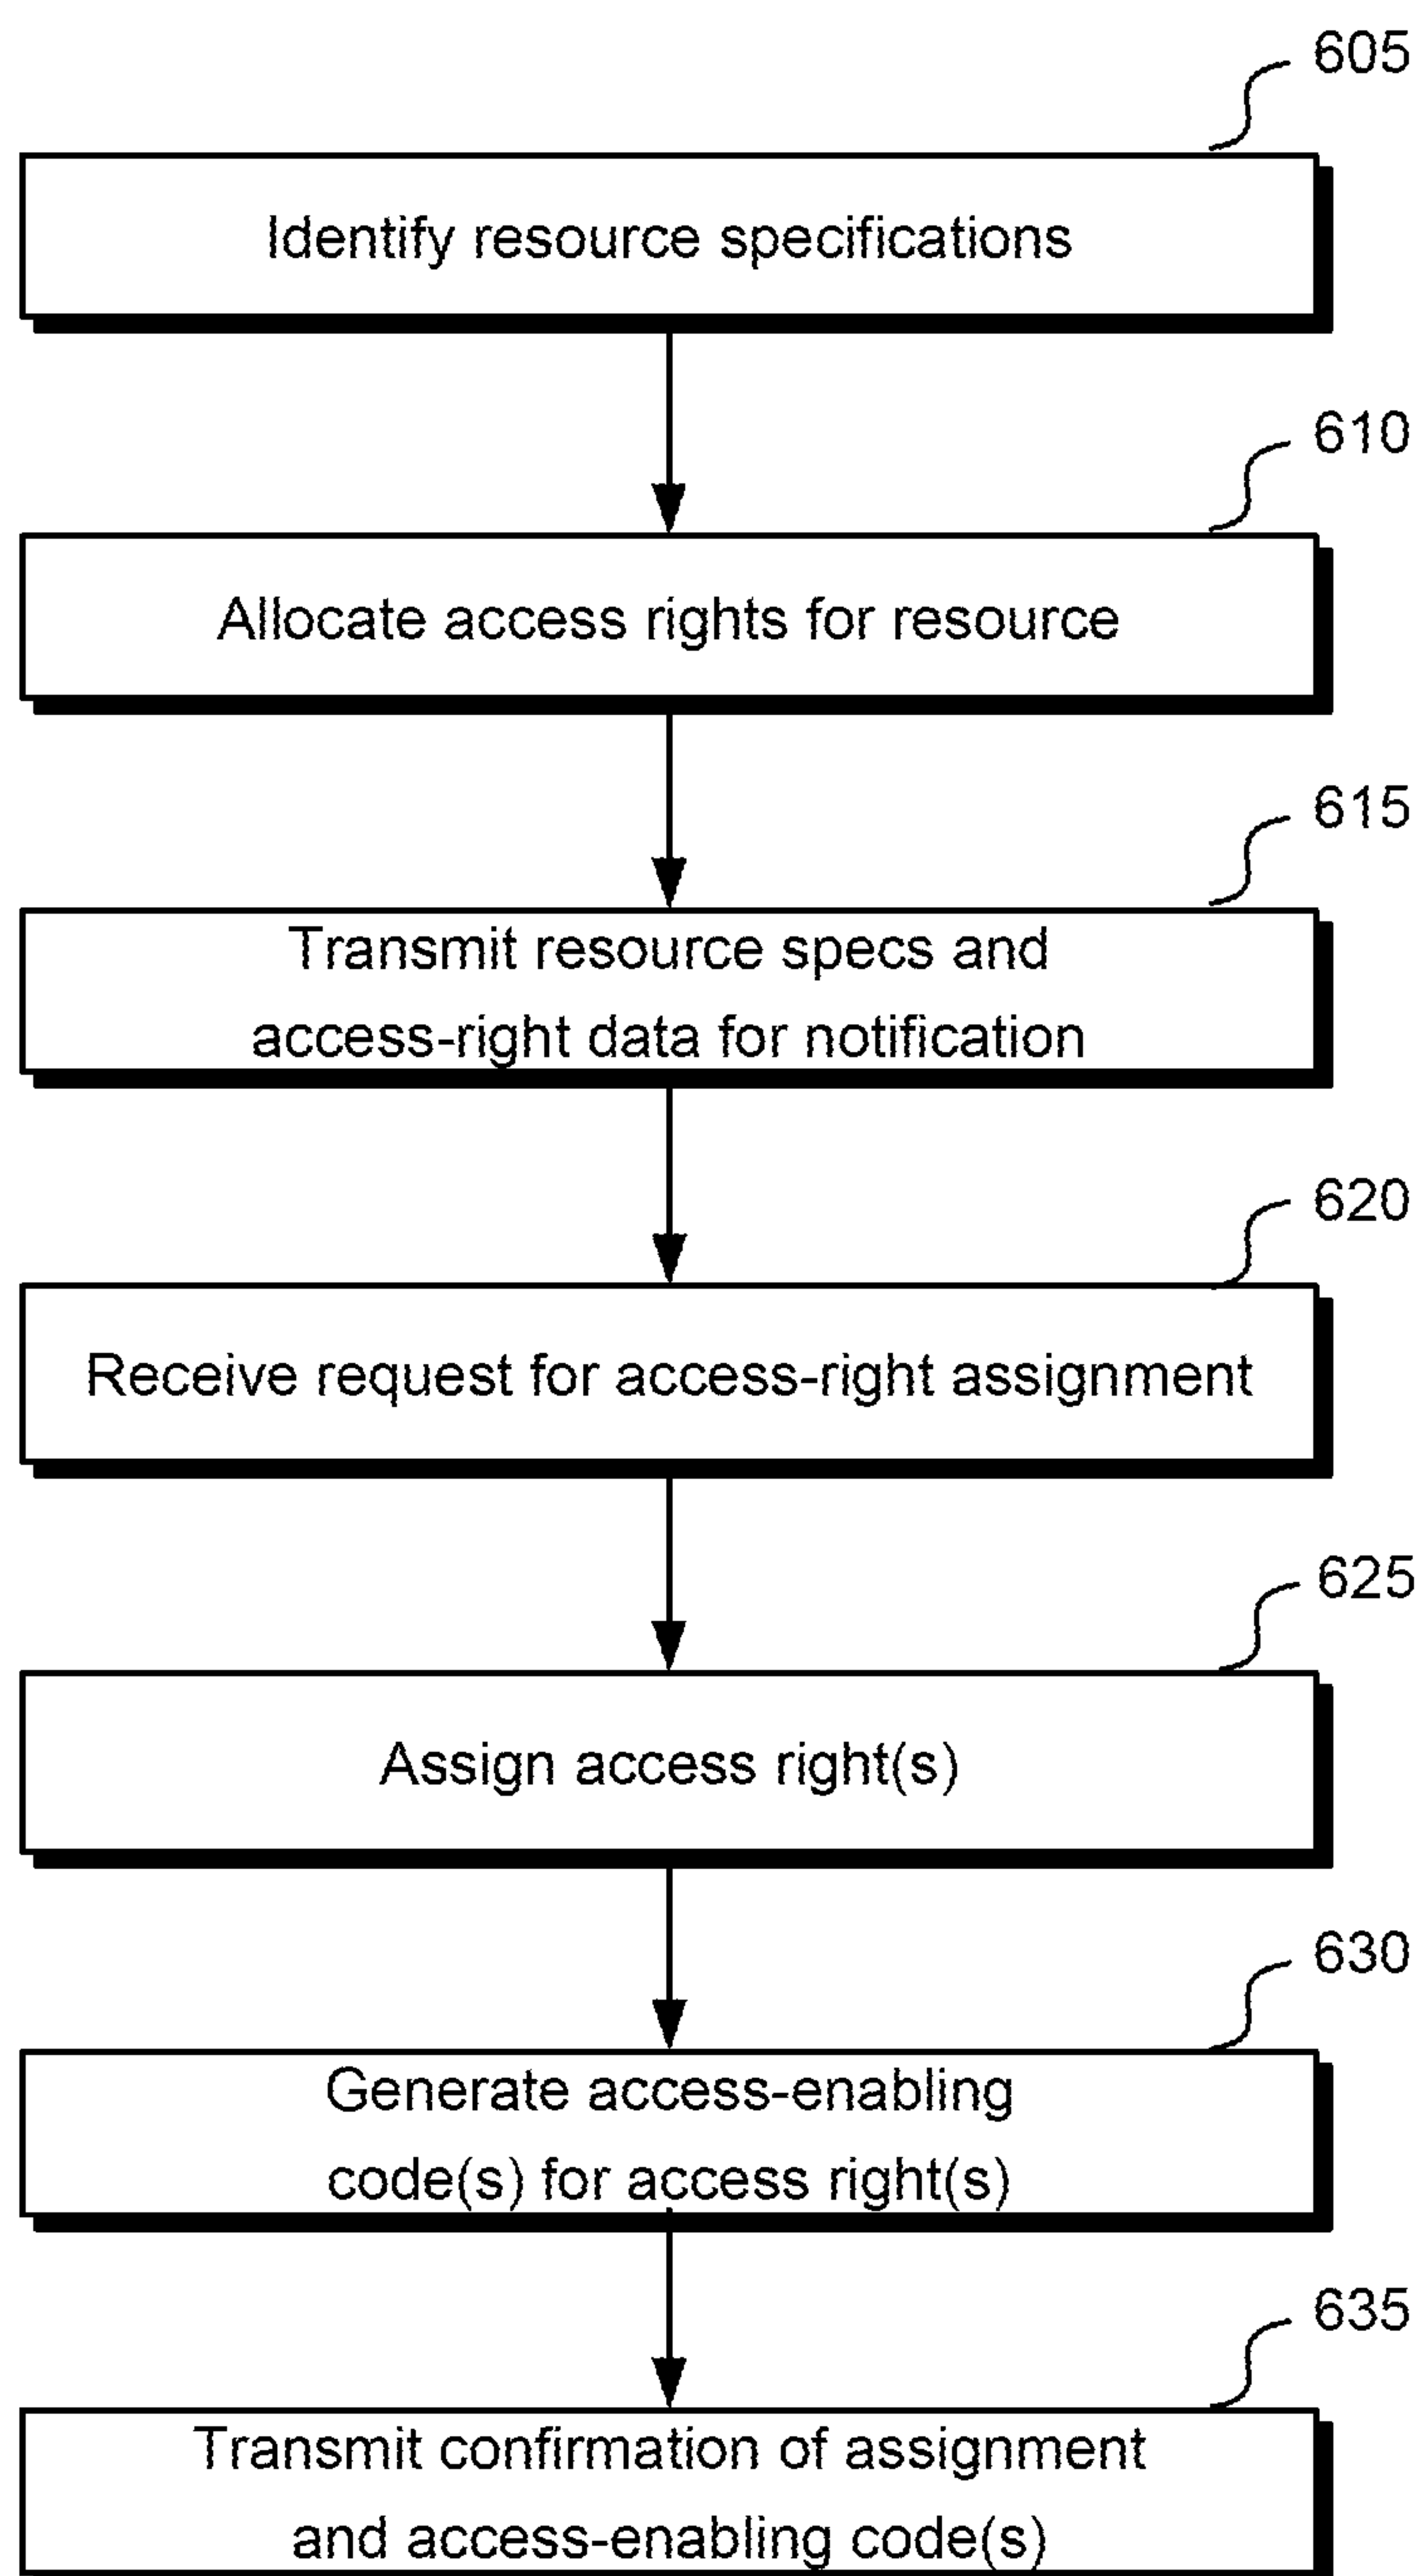 605
Identify resource specifications
610
Allocate access rights for resource
615
Transmit resource specs and
access-right data for notification
620
Receive request for access-right assignment
625
Assign access right(s)
630
Generate access-enabling
code(s) for access right(s)
635
Transmit confirmation of assignment
and access-enabling code(s)